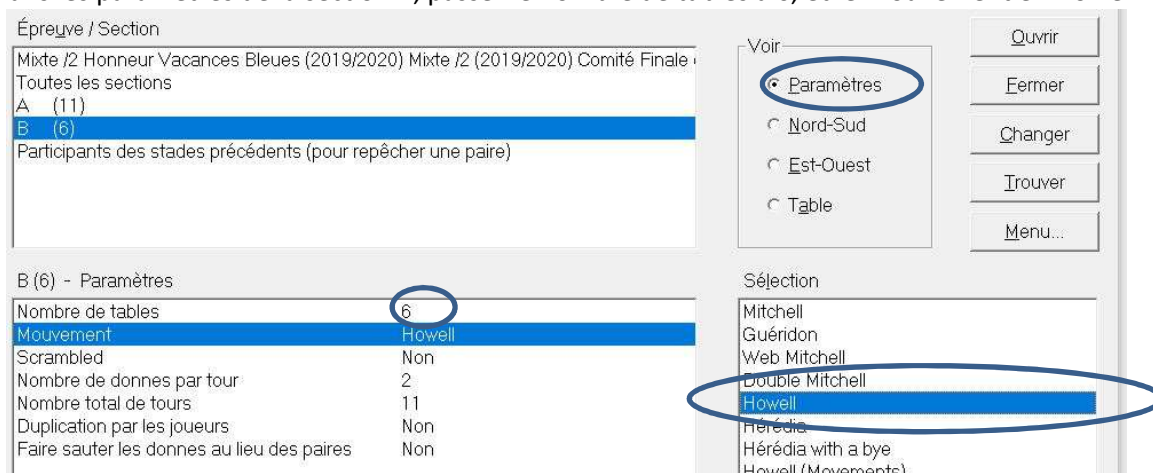 Épreuve / Section
Mixte /2 Honneur Vacances Bleues (2019/2020) Mixte /2 (2019/2020) Comité Finale
Toutes les sections
A (11)
B (6)
Participants des stades précédents (pour repêcher une paire)
Voir
Paramètres
Nord-Sud
Est-Ouest
Table
Ouvrir
Fermer
Changer
Trouver
Menu...
B (6) - Paramètres
Nombre de tables 6
Mouvement Howell
Scrambled Non
Nombre de donnes par tour 2
Nombre total de tours 11
Duplication par les joueurs Non
Faire sauter les donnes au lieu des paires Non
Sélection
Mitchell
Guéridon
Web Mitchell
Double Mitchell
Howell
Hérédia
Hérédia with a bye
Howell (Movements)